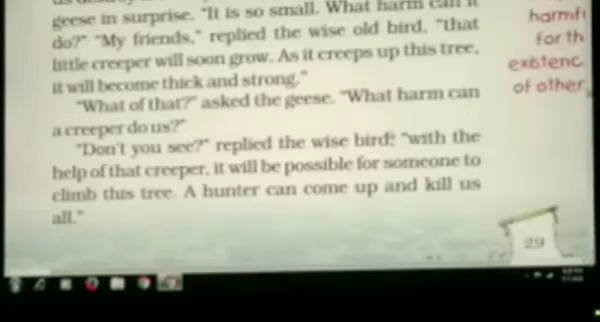 geese in surprise. "It is so small. What harm can it
do?" "My friends," replied the wise old bird, "that
little creeper will soon grow. As it creeps up this tree,
it will become thick and strong."
"What of that?" asked the geese. "What harm can
a creeper do us?"
"Don't you see?" replied the wise bird; "with the
help of that creeper, it will be possible for someone to
climb this tree. A hunter can come up and kill us
all."
harmf
for th
existenc
of other
29